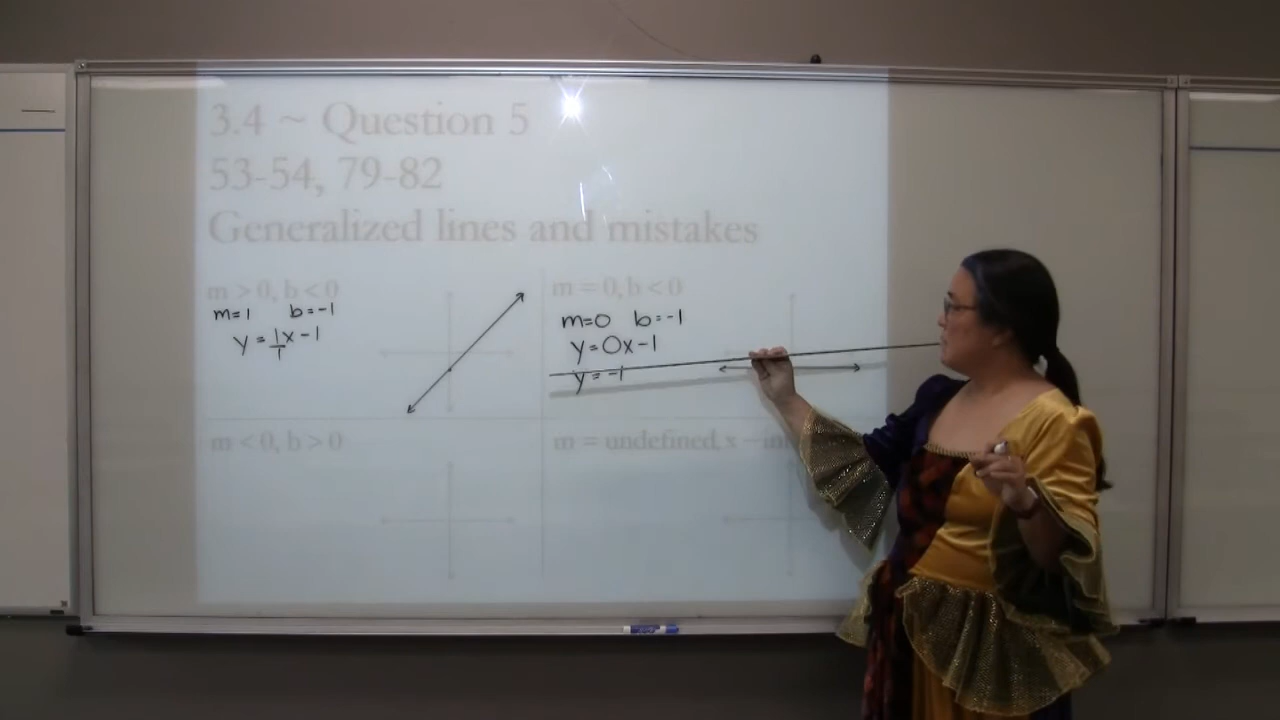 3.4 ~ Question 5
53-54, 79-82
Generalized lines and mistakes
m > 0, b < 0
m=1 b=-1
y = 1/1 x - 1
m = 0, b < 0
m=0 b=-1
y=0x-1
y=-1
m < 0, b > 0
m = undefined, x -